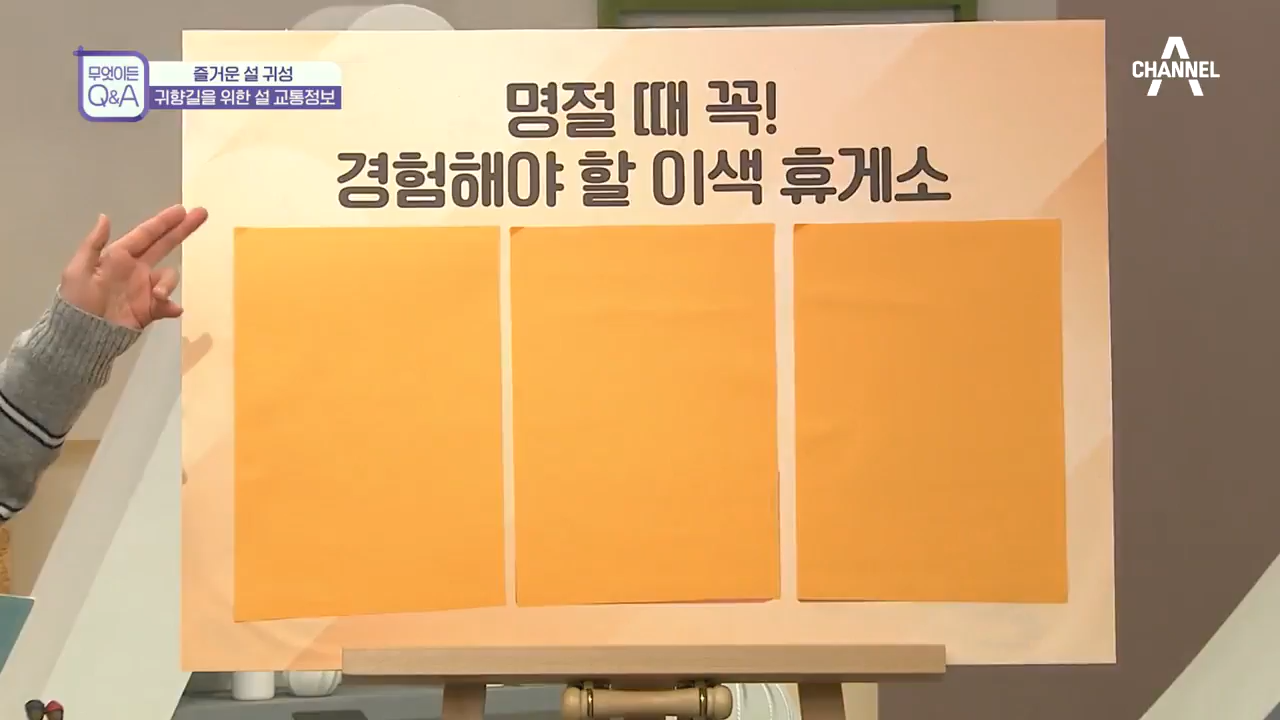 무엇이든
Q&A
즐거운 설 귀성
귀향길을 위한 설 교통정보
CHANNEL A
명절 때 꼭!
경험해야 할 이색 휴게소